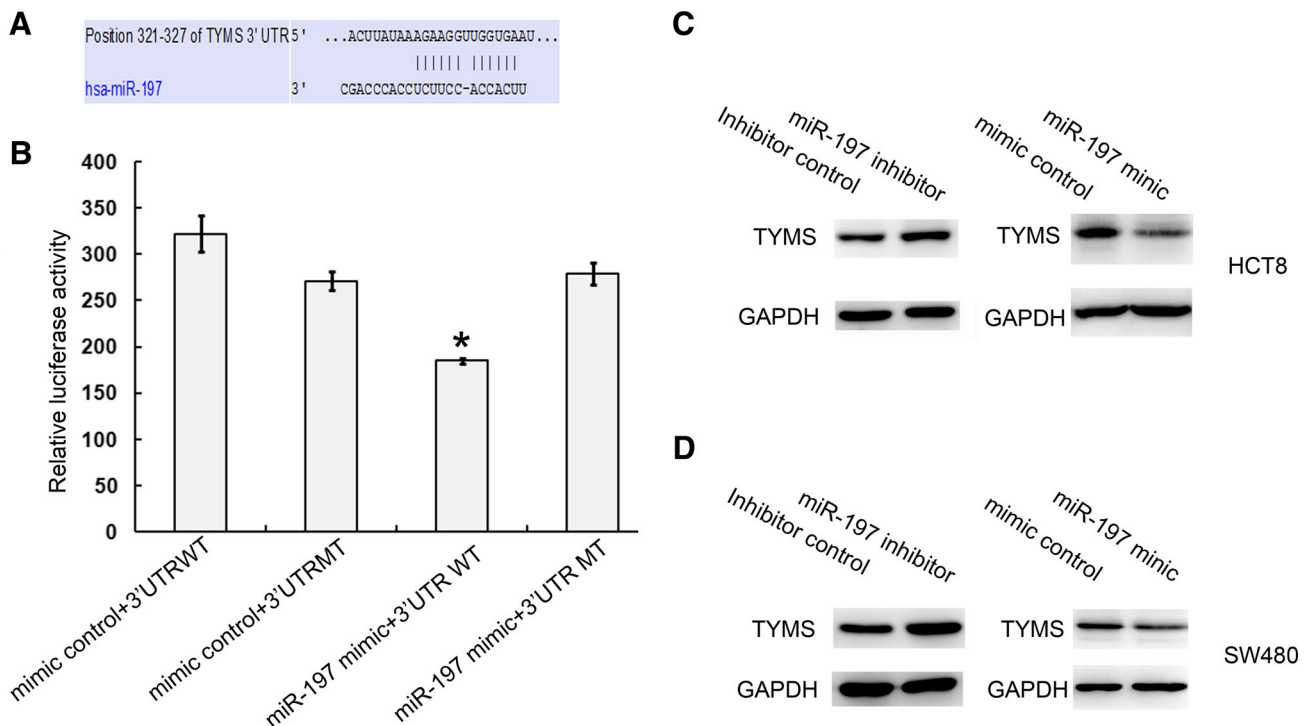 A
Position 321-327 of TYMS 3' UTR 5' ...ACUUAUAAAGAAGGUUGGUGAAU...
hsa-miR-197 3' CGACCCACCUCUUCC-ACCACUU
B
Relative luciferase activity
400
350
300
250
200
150
100
50
0
*
mimic control+3'UTRWT
mimic control+3'UTRMT
miR-197 mimic+3'UTR WT
miR-197 mimic+3'UTR MT
C
Inhibitor control
miR-197 inhibitor
mimic control
miR-197 minic
TYMS
TYMS
HCT8
GAPDH
GAPDH
D
Inhibitor control
miR-197 inhibitor
mimic control
miR-197 minic
TYMS
TYMS
SW480
GAPDH
GAPDH